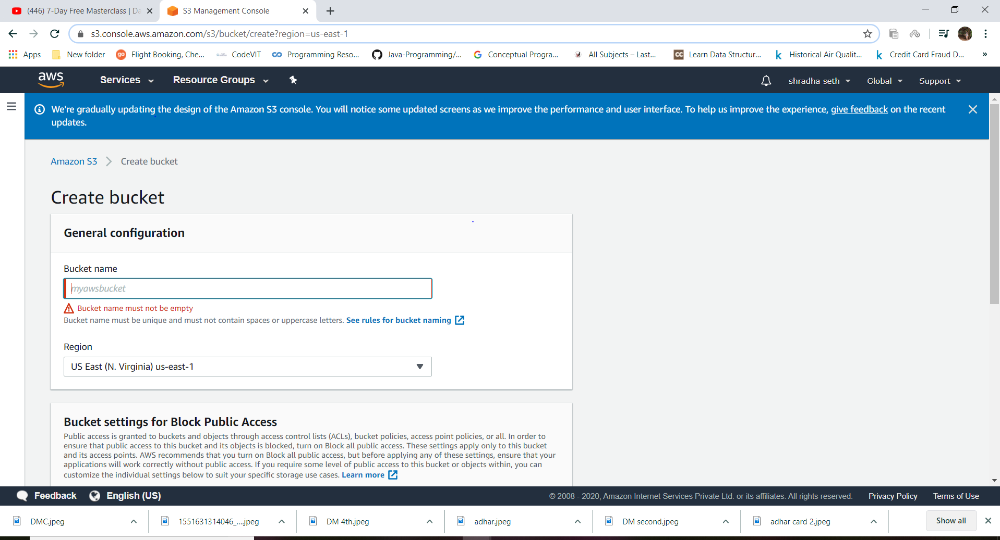 (446) 7-Day Free Masterclass | Da
S3 Management Console
s3.console.aws.amazon.com/s3/bucket/create?region=us-east-1
Apps
New folder
Flight Booking, Che...
CodeVIT
Programming Reso...
Java-Programming/...
Conceptual Progra...
All Subjects – Last...
Learn Data Structur...
Historical Air Qualit...
Credit Card Fraud D...
»
aws
Services
Resource Groups
shradha seth
Global
Support
We're gradually updating the design of the Amazon S3 console. You will notice some updated screens as we improve the performance and user interface. To help us improve the experience, give feedback on the recent
updates.
Amazon S3
Create bucket
Create bucket
General configuration
Bucket name
myawsbucket
Bucket name must not be empty
Bucket name must be unique and must not contain spaces or uppercase letters. See rules for bucket naming
Region
US East (N. Virginia) us-east-1
Bucket settings for Block Public Access
Public access is granted to buckets and objects through access control lists (ACLs), bucket policies, access point policies, or all. In order to
ensure that public access to this bucket and its objects is blocked, turn on Block all public access. These settings apply only to this bucket
and its access points. AWS recommends that you turn on Block all public access, but before applying any of these settings, ensure that your
applications will work correctly without public access. If you require some level of public access to this bucket or objects within, you can
customize the individual settings below to suit your specific storage use cases. Learn more
Feedback
English (US)
© 2008 - 2020, Amazon Internet Services Private Ltd. or its affiliates. All rights reserved.
Privacy Policy
Terms of Use
DMC.jpeg
1551631314046_....jpeg
DM 4th.jpeg
adhar.jpeg
DM second.jpeg
adhar card 2.jpeg
Show all